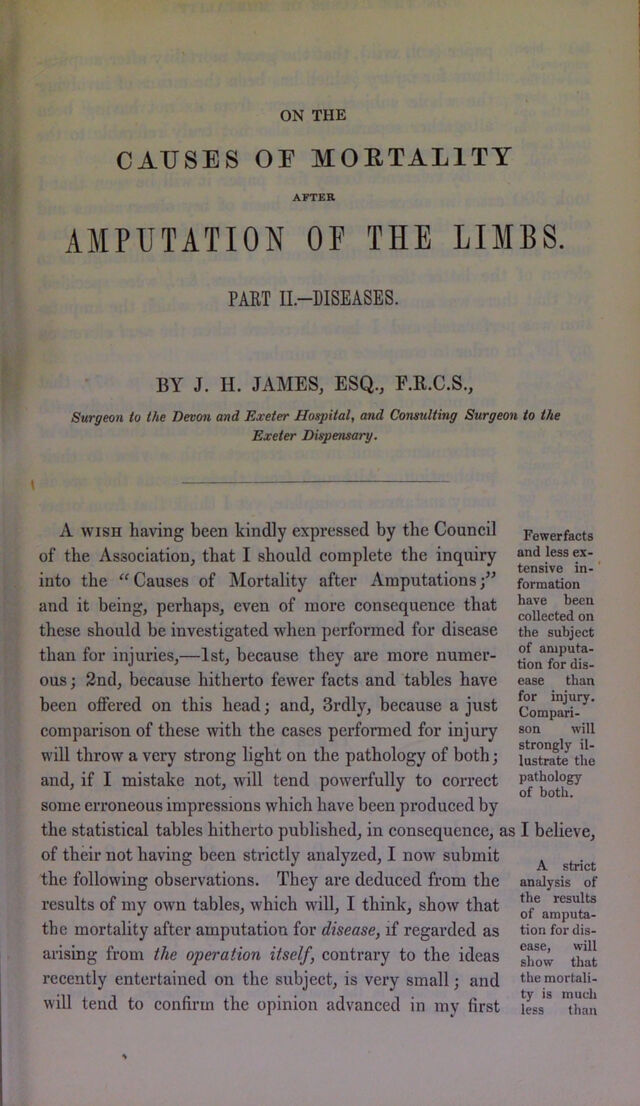 ON THE
CAUSES OF MORTALITY
AFTER
AMPUTATION OF THE LIMBS.
PART II.—DISEASES.
BY J. H. JAMES, ESQ., F.R.C.S.,
Surgeon to the Devon and Exeter Hospital, and Consulting Surgeon to the
Exeter Dispensary.
A WISH having been kindly expressed by the Council
of the Association, that I should complete the inquiry
into the “Causes of Mortality after Amputations;”
and it being, perhaps, even of more consequence that
these should be investigated when performed for disease
than for injuries,—1st, because they are more numer-
ous; 2nd, because hitherto fewer facts and tables have
been offered on this head; and, 3rdly, because a just
comparison of these with the cases performed for injury
will throw a very strong light on the pathology of both;
and, if I mistake not, will tend powerfully to correct
some erroneous impressions which have been produced by
the statistical tables hitherto published, in consequence, as I believe,
of their not having been strictly analyzed, I now submit
the following observations. They are deduced from the
results of my own tables, which will, I think, show that
the mortality after amputation for disease, if regarded as
arising from the operation itself, contrary to the ideas
recently entertained on the subject, is very small; and
will tend to confirm the opinion advanced in my first
Fewer facts
and less ex-
tensive in-
formation
have been
collected on
the subject
of amputa-
tion for dis-
ease than
for injury.
Compari-
son will
strongly il-
lustrate the
pathology
of both.
A strict
analysis of
the results
of amputa-
tion for dis-
ease, will
show that
the mortali-
ty is much
less than